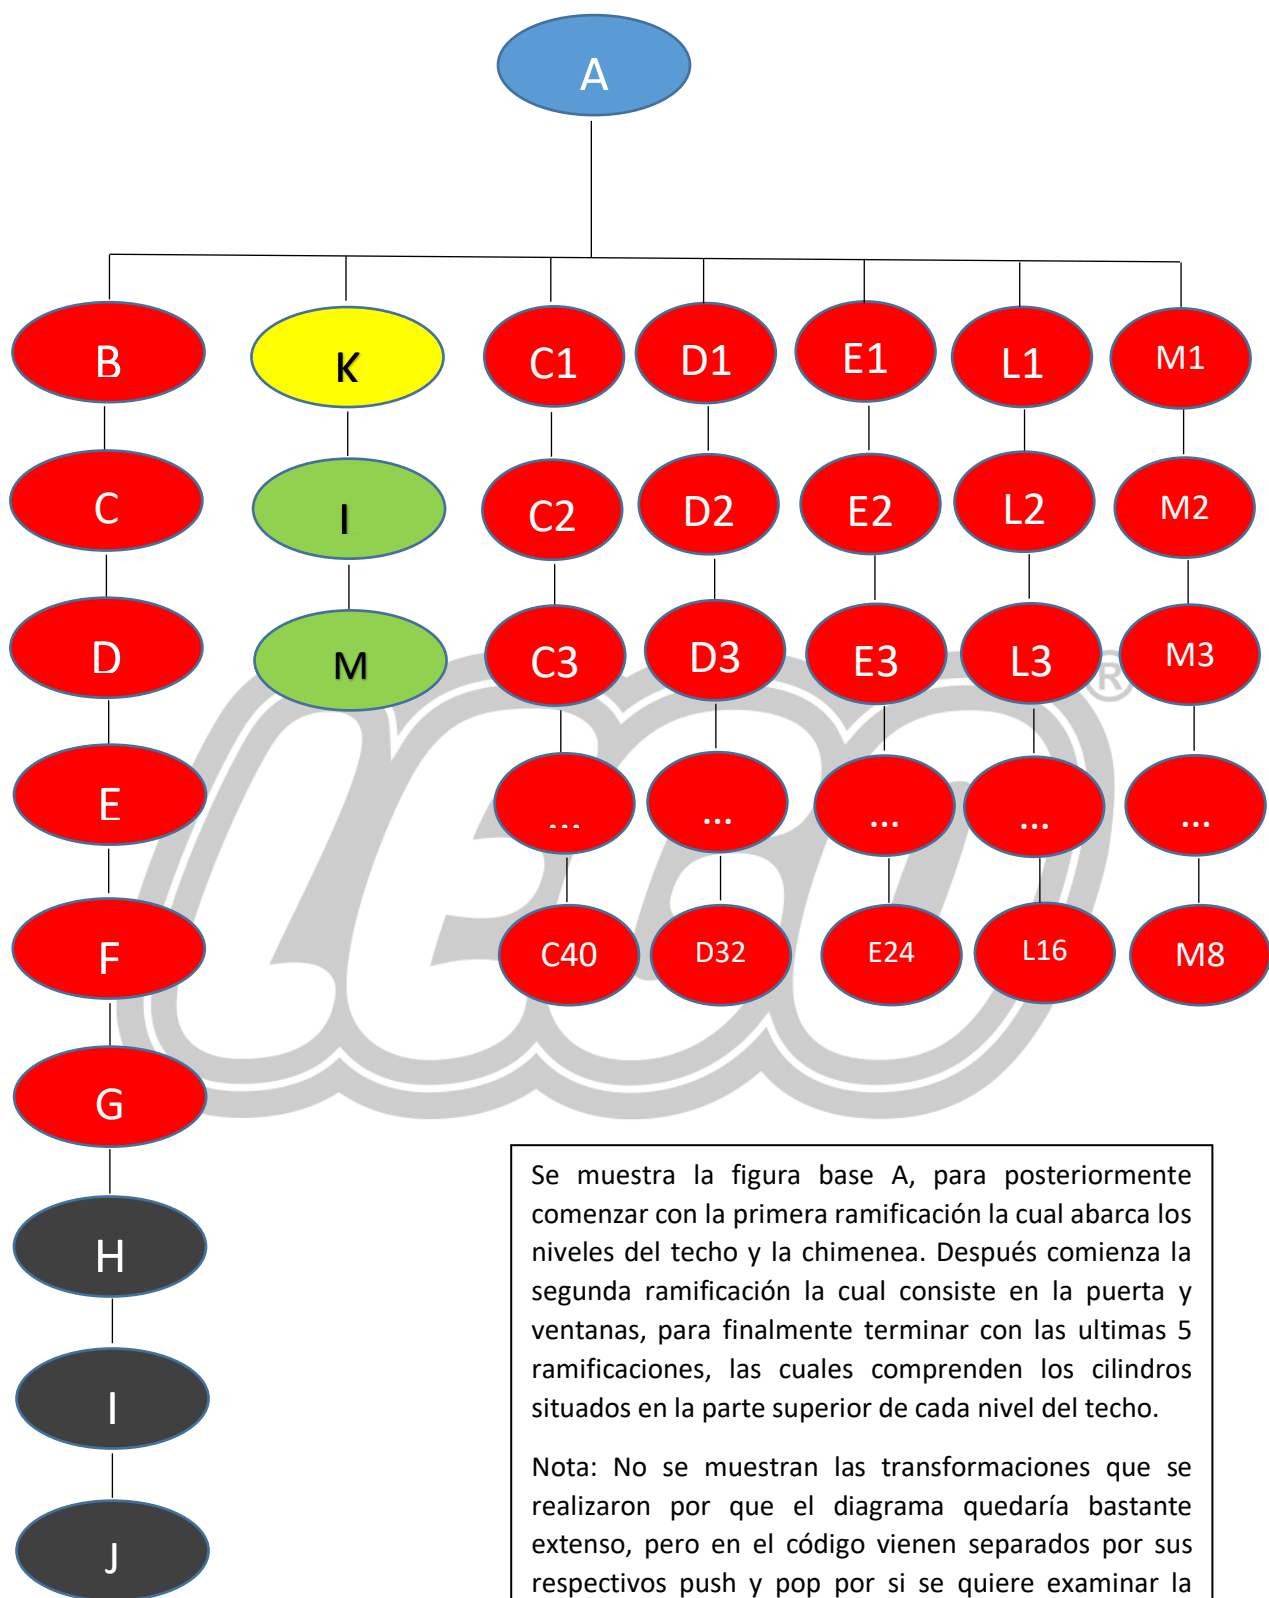 A
B K C1 D1 E1 L1 M1
C I C2 D2 E2 L2 M2
D M C3 D3 E3 L3 M3
®
E ... ... ... ... ...
F C40 D32 E24 L16 M8
LEGO
G
H
I
J
Se muestra la figura base A, para posteriormente
comenzar con la primera ramificación la cual abarca los
niveles del techo y la chimenea. Después comienza la
segunda ramificación la cual consiste en la puerta y
ventanas, para finalmente terminar con las ultimas 5
ramificaciones, las cuales comprenden los cilindros
situados en la parte superior de cada nivel del techo.
Nota: No se muestran las transformaciones que se
realizaron por que el diagrama quedaría bastante
extenso, pero en el código vienen separados por sus
respectivos push y pop por si se quiere examinar la